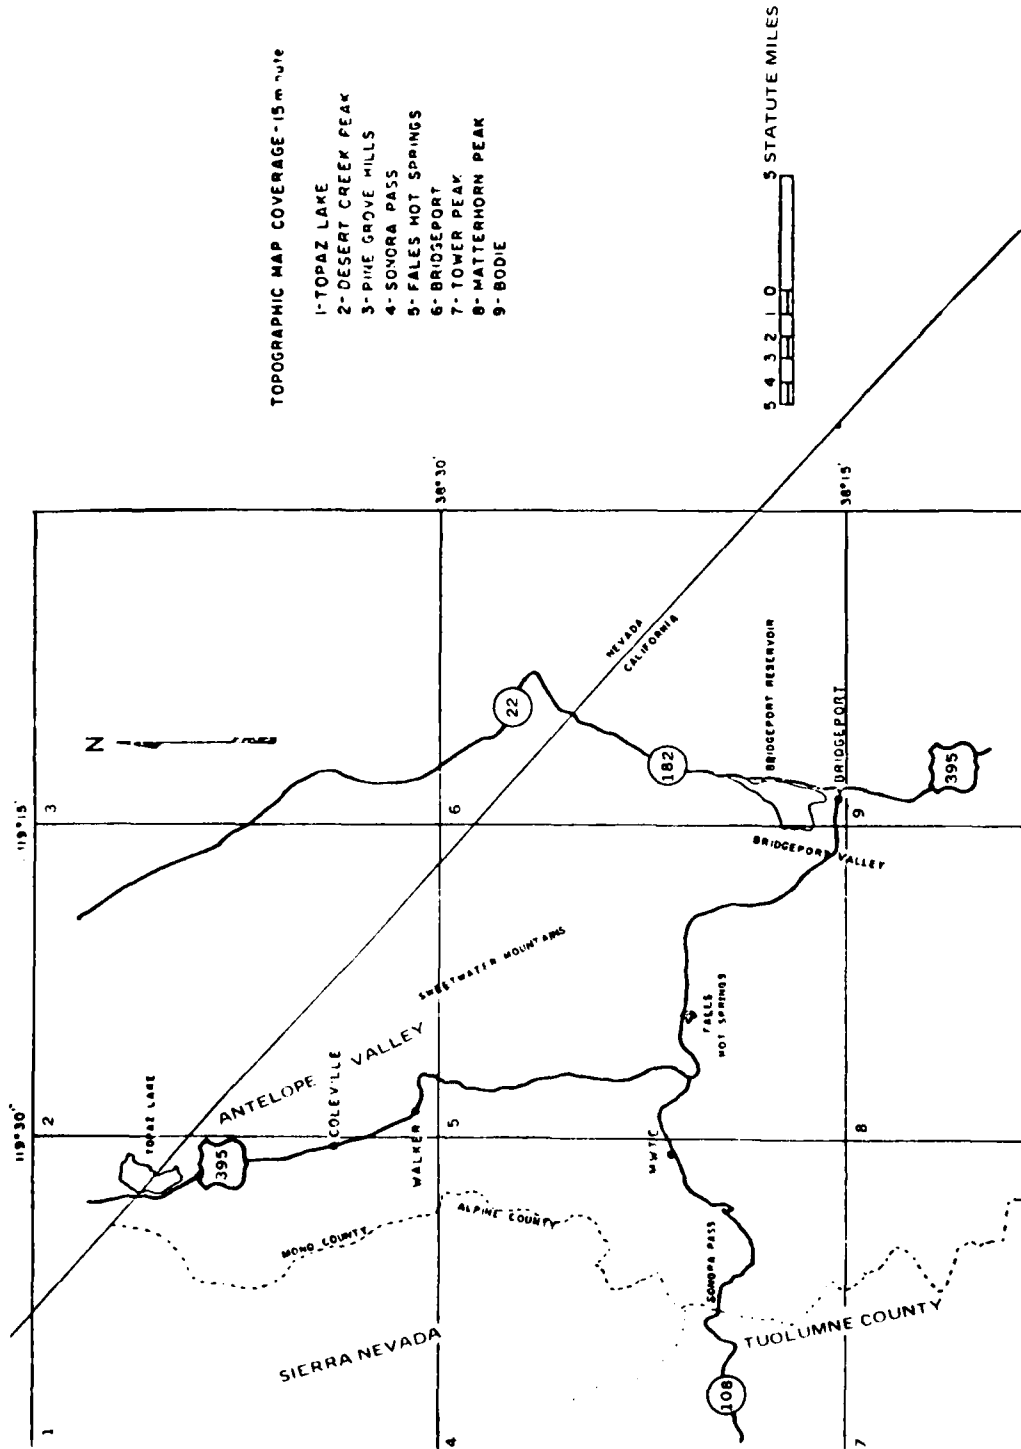 TOPOGRAPHIC MAP COVERAGE-15 minute
1-TOPAZ LAKE
2-DESERT CREEK PEAK
3-PINE GROVE HILLS
4-SONORA PASS
5-FALES HOT SPRINGS
6-BRIDGEPORT
7-TOWER PEAK
8-MATTERHORN PEAK
9-BODIE
5 4 3 2 1 0 5 STATUTE MILES
119°30'
119°15'
38°30'
38°15'
1
2
3
4
5
6
7
8
9
N
TOPAZ LAKE
395
ANTELOPE VALLEY
COLEVILLE
WALKER
MONO COUNTY
ALPINE COUNTY
SIERRA NEVADA
SWEETWATER MOUNTAINS
22
NEVADA
CALIFORNIA
182
BRIDGEPORT RESERVOIR
BRIDGEPORT
BRIDGEPORT VALLEY
395
FALLS
HOT SPRINGS
MWTC
SONORA PASS
TUOLUMNE COUNTY
108